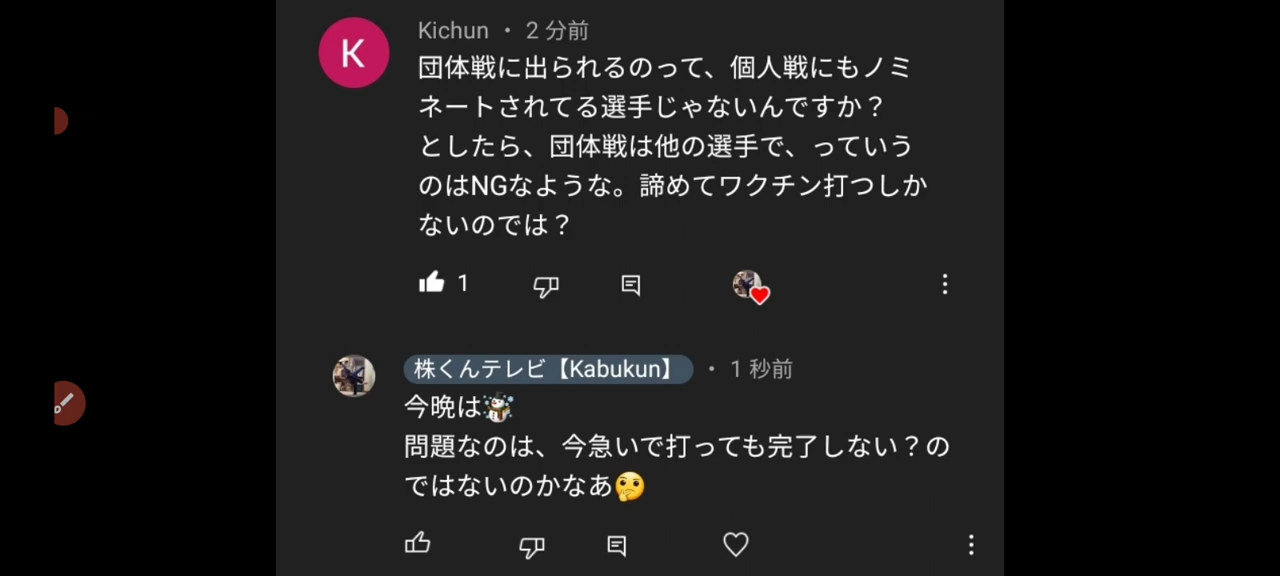 K
Kichun ・ 2 分前
団体戦に出られるのって、個人戦にもノミ
ネートされてる選手じゃないんですか？
としたら、団体戦は他の選手で、っていう
のはNGなような。諦めてワクチン打つしか
ないのでは？
1
株くんテレビ【Kabukun】 ・ 1 秒前
今晩は☃️
問題なのは、今急いで打っても完了しない？の
ではないのかなあ🤔